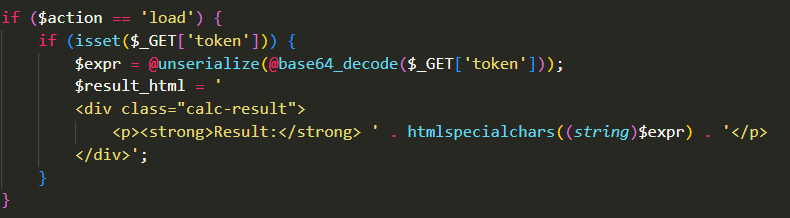 if ($action == 'load') {
    if (isset($_GET['token'])) {
        $expr = @unserialize(@base64_decode($_GET['token']));
        $result_html = '
        <div class="calc-result">
            <p><strong>Result:</strong> ' . htmlspecialchars((string)$expr) . '</p>
        </div>';
    }
}